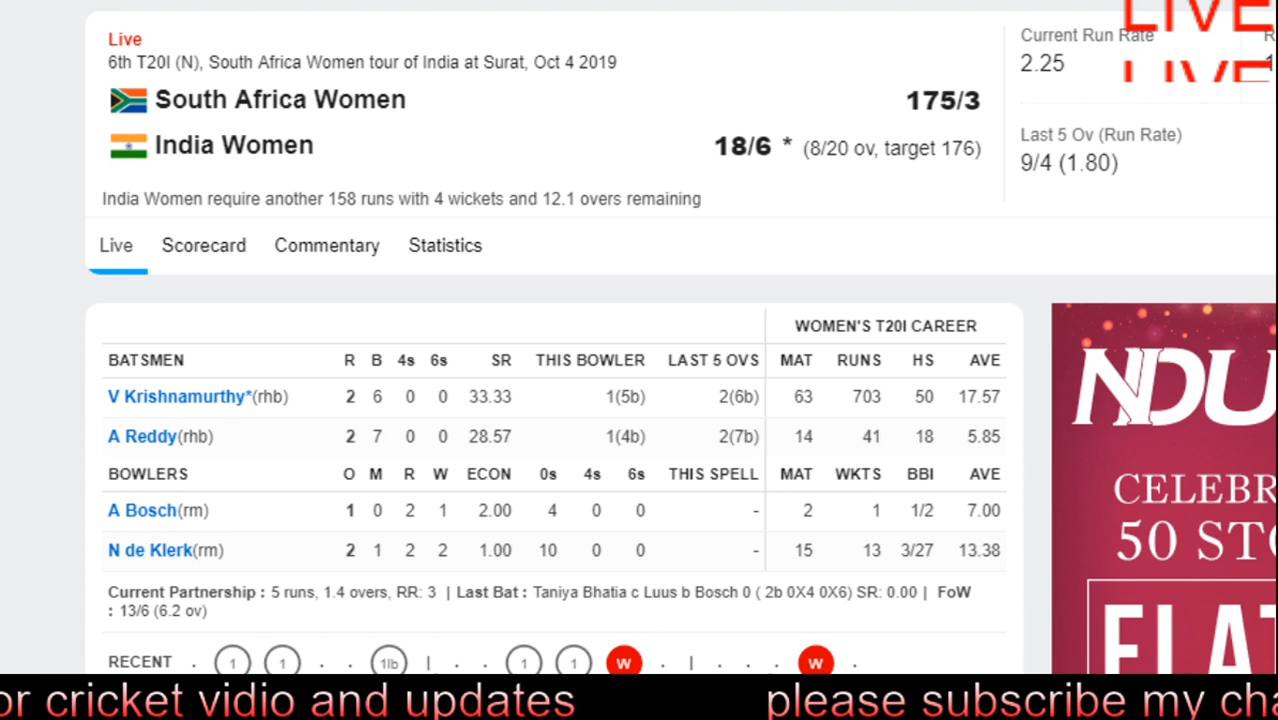 LIVE
LIVE
Live
6th T20I (N), South Africa Women tour of India at Surat, Oct 4 2019
South Africa Women 175/3
India Women 18/6 * (8/20 ov, target 176)
India Women require another 158 runs with 4 wickets and 12.1 overs remaining
Current Run Rate
2.25
Last 5 Ov (Run Rate)
9/4 (1.80)
Live Scorecard Commentary Statistics
WOMEN'S T20I CAREER
BATSMEN R B 4s 6s SR THIS BOWLER LAST 5 OVS MAT RUNS HS AVE
V Krishnamurthy*(rhb) 2 6 0 0 33.33 1(5b) 2(6b) 63 703 50 17.57
A Reddy(rhb) 2 7 0 0 28.57 1(4b) 2(7b) 14 41 18 5.85
BOWLERS O M R W ECON 0s 4s 6s THIS SPELL MAT WKTS BBI AVE
A Bosch(rm) 1 0 2 1 2.00 4 0 0 - 2 1 1/2 7.00
N de Klerk(rm) 2 1 2 2 1.00 10 0 0 - 15 13 3/27 13.38
Current Partnership : 5 runs, 1.4 overs, RR: 3 | Last Bat : Taniya Bhatia c Luus b Bosch 0 ( 2b 0X4 0X6) SR: 0.00 | FoW
: 13/6 (6.2 ov)
RECENT . 1 1 . . 1lb | . . 1 1 W . | . . . W .
NDU
CELEBR
50 STO
FLAT
or cricket vidio and updates please subscribe my cha